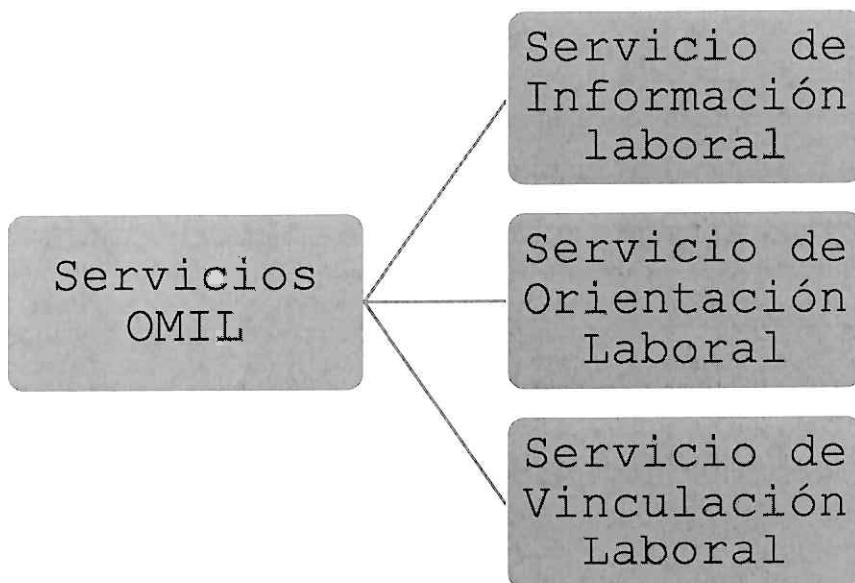 Servicio de
Información
laboral
Servicios
OMIL
Servicio de
Orientación
Laboral
Servicio de
Vinculación
Laboral